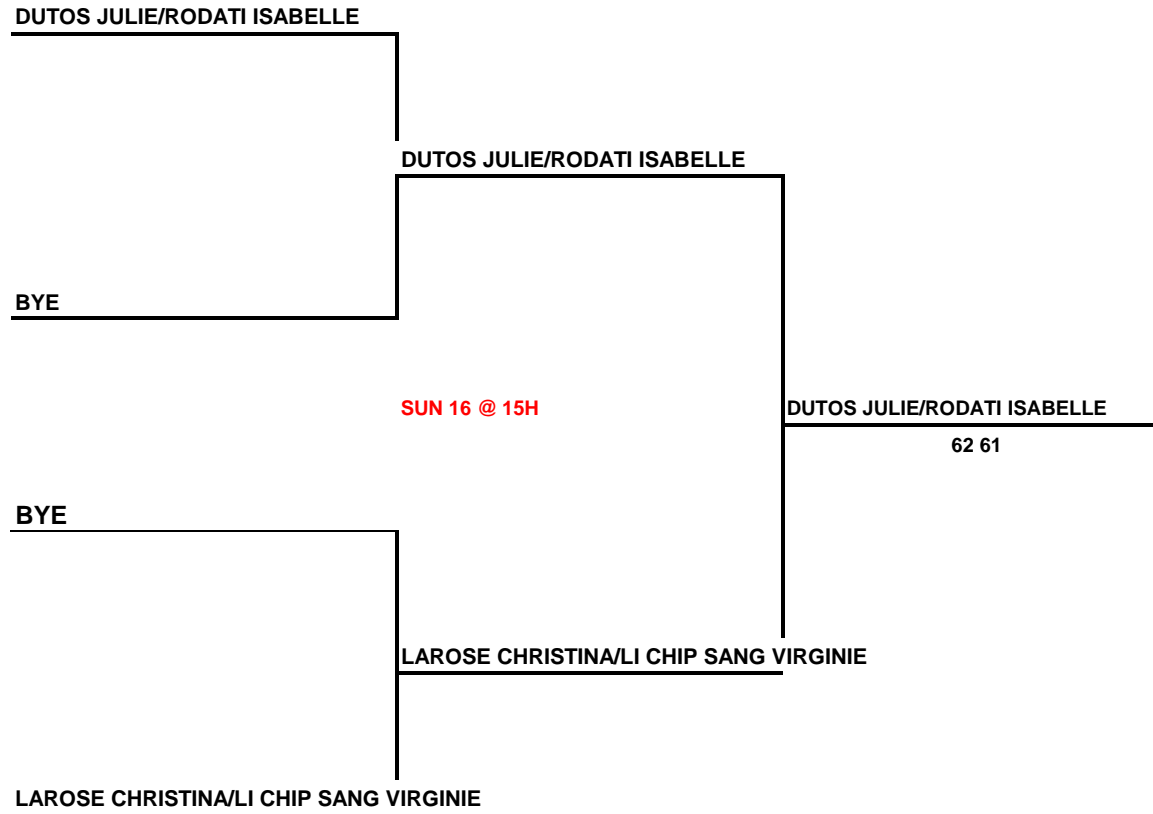 DUTOS JULIE/RODATI ISABELLE
DUTOS JULIE/RODATI ISABELLE
BYE
SUN 16 @ 15H
DUTOS JULIE/RODATI ISABELLE
62 61
BYE
LAROSE CHRISTINA/LI CHIP SANG VIRGINIE
LAROSE CHRISTINA/LI CHIP SANG VIRGINIE